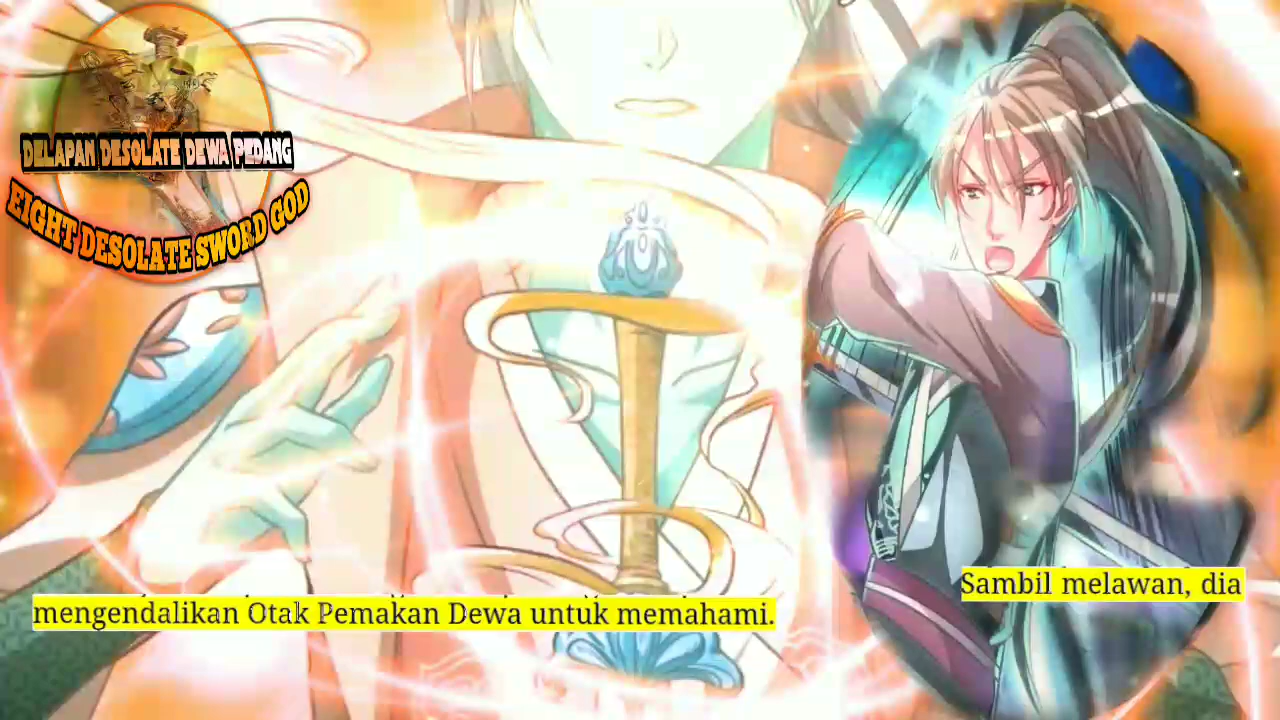 DELAPAN DESOLATE DEWA PEDANG
EIGHT DESOLATE SWORD GOD
Sambil melawan, dia
mengendalikan Otak Pemakan Dewa untuk memahami.